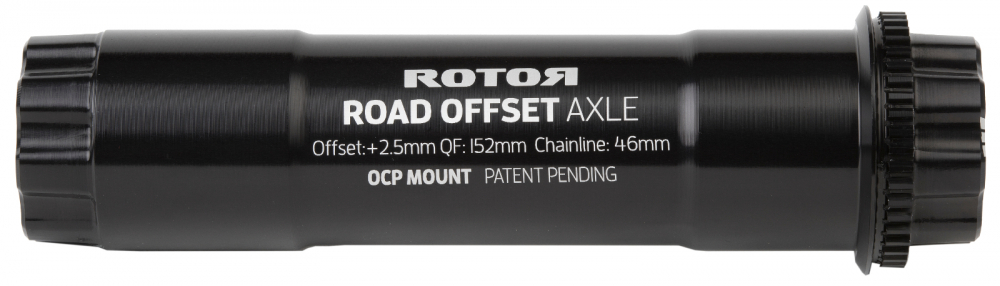 ROTOR
ROAD OFFSET AXLE
Offset:+2.5mm QF: 152mm Chainline: 46mm
OCP MOUNT PATENT PENDING